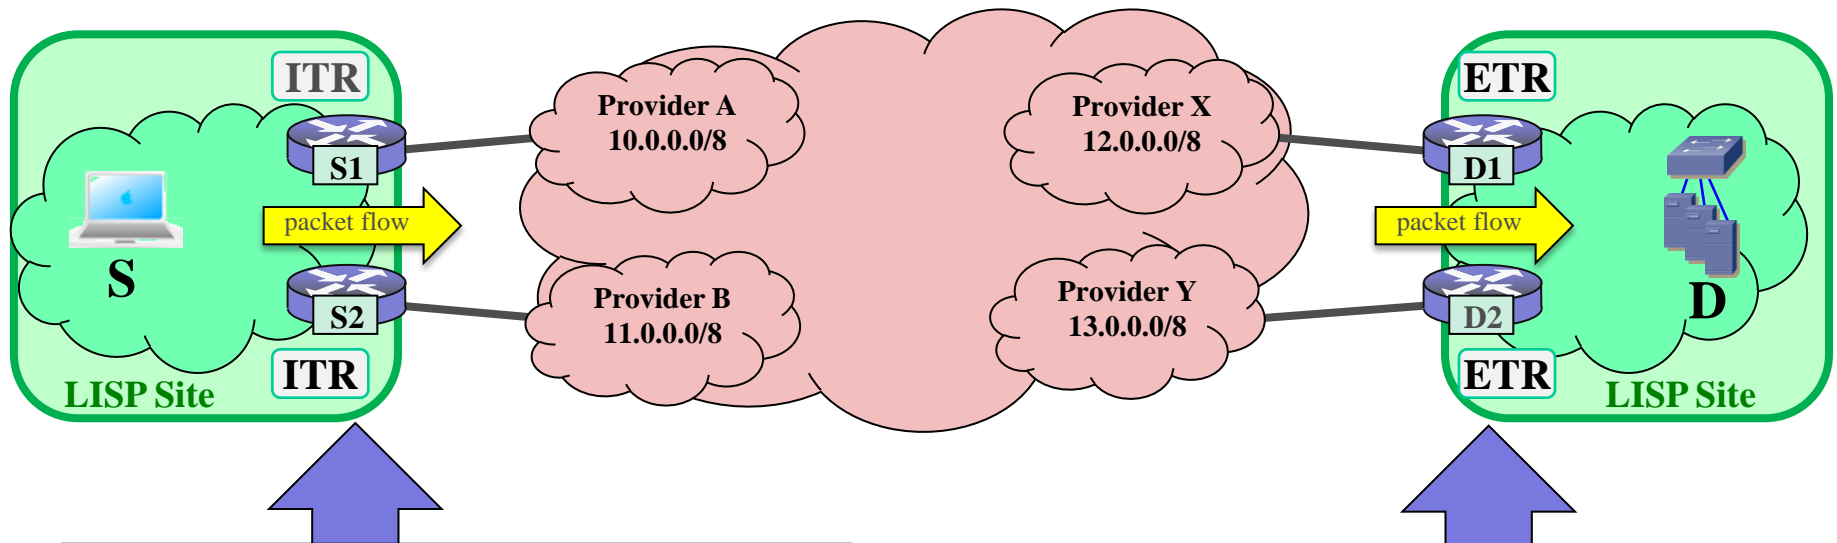 ITR
S1
packet flow
S
S2
ITR
LISP Site
Provider A
10.0.0.0/8
Provider B
11.0.0.0/8
Provider X
12.0.0.0/8
Provider Y
13.0.0.0/8
ETR
D1
packet flow
D2
D
ETR
LISP Site